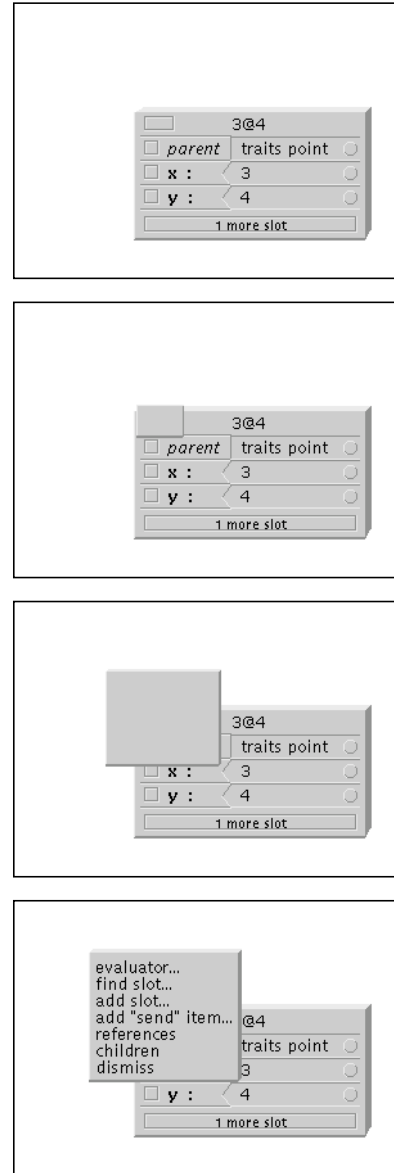 3@4
parent traits point
x : 3
y : 4
1 more slot
3@4
parent traits point
x : 3
y : 4
1 more slot
3@4
traits point
x : 3
y : 4
1 more slot
evaluator...
find slot...
add slot...
add "send" item...
references
children
dismiss
@4
traits point
3
y : 4
1 more slot